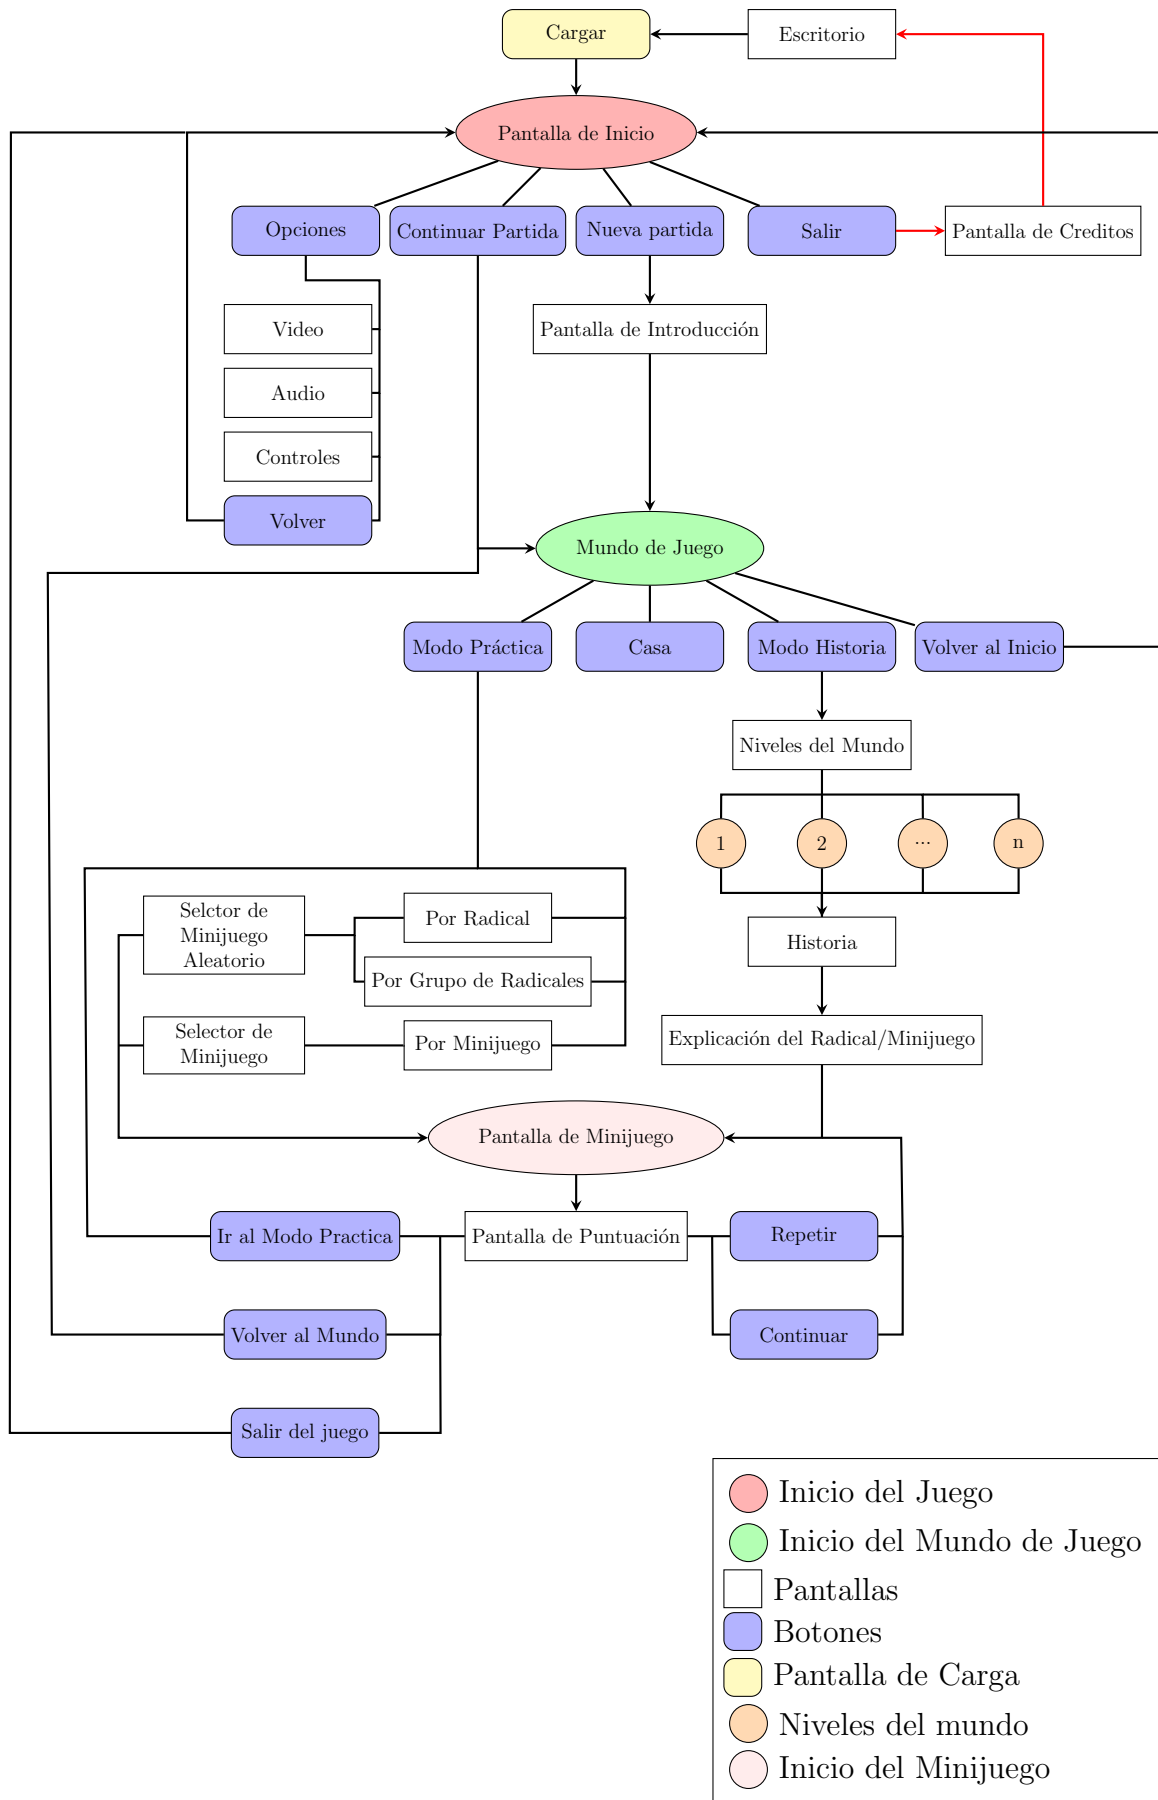 Cargar
Escritorio
Pantalla de Inicio
Opciones
Continuar Partida
Nueva partida
Salir
Pantalla de Creditos
Video
Pantalla de Introducción
Audio
Controles
Volver
Mundo de Juego
Modo Práctica
Casa
Modo Historia
Volver al Inicio
Niveles del Mundo
1
2
...
n
Selctor de
Minijuego
Aleatorio
Por Radical
Historia
Por Grupo de Radicales
Selector de
Minijuego
Por Minijuego
Explicación del Radical/Minijuego
Pantalla de Minijuego
Ir al Modo Practica
Pantalla de Puntuación
Repetir
Volver al Mundo
Continuar
Salir del juego
Inicio del Juego
Inicio del Mundo de Juego
Pantallas
Botones
Pantalla de Carga
Niveles del mundo
Inicio del Minijuego